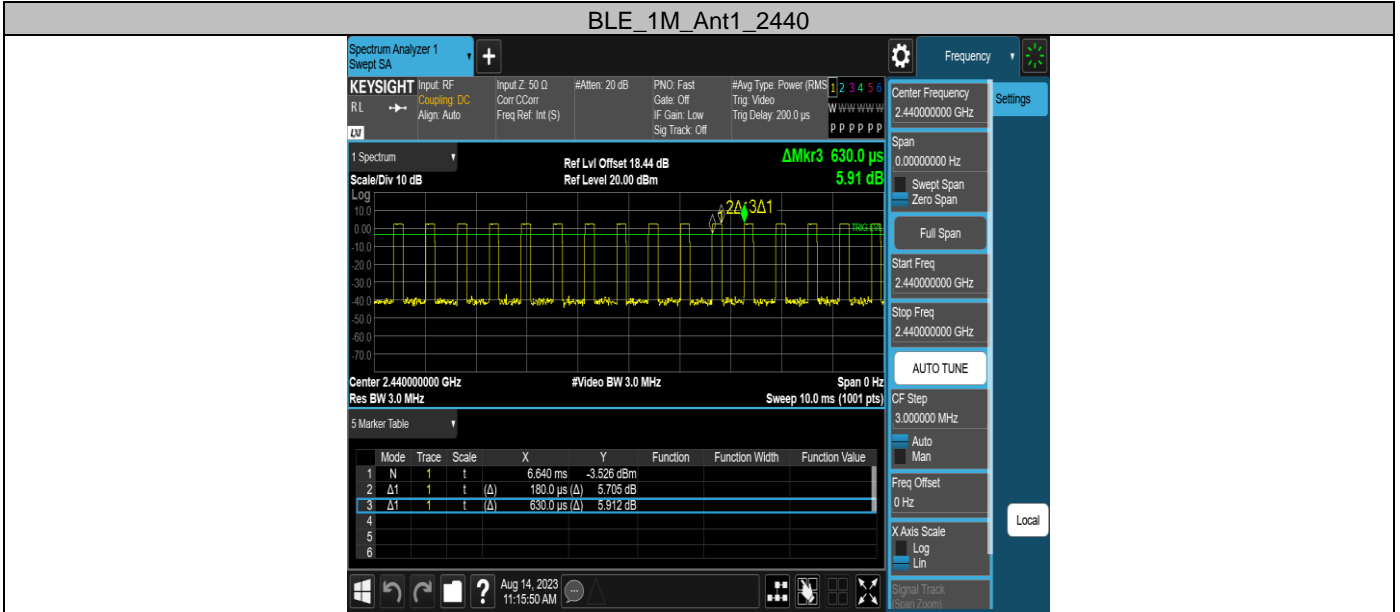 BLE_1M_Ant1_2440
Spectrum Analyzer 1
Swept SA
+
Frequency
KEYSIGHT
RL
LXI
Input: RF
Coupling: DC
Align: Auto
Input Z: 50 Ω
Corr CCorr
Freq Ref: Int (S)
#Atten: 20 dB
PNO: Fast
Gate: Off
IF Gain: Low
Sig Track: Off
#Avg Type: Power (RMS
Trig: Video
Trig Delay: 200.0 µs
1 2 3 4 5 6
W W W W W W
P P P P P P
1 Spectrum
Scale/Div 10 dB
Log
Ref Lvl Offset 18.44 dB
Ref Level 20.00 dBm
ΔMkr3 630.0 µs
5.91 dB
10.0
0.00
-10.0
-20.0
-30.0
-40.0
-50.0
-60.0
-70.0
2Δ1
3Δ1
TRIG LVL
Center 2.440000000 GHz
#Video BW 3.0 MHz
Span 0 Hz
Res BW 3.0 MHz
Sweep 10.0 ms (1001 pts)
5 Marker Table
Mode Trace Scale X Y Function Function Width Function Value
1 N 1 t 6.640 ms -3.526 dBm
2 Δ1 1 t (Δ) 180.0 µs (Δ) 5.705 dB
3 Δ1 1 t (Δ) 630.0 µs (Δ) 5.912 dB
4
5
6
Center Frequency
2.440000000 GHz
Settings
Span
0.00000000 Hz
Swept Span
Zero Span
Full Span
Start Freq
2.440000000 GHz
Stop Freq
2.440000000 GHz
AUTO TUNE
CF Step
3.000000 MHz
Auto
Man
Freq Offset
0 Hz
Local
X Axis Scale
Log
Lin
Signal Track
(Span Zoom)
?
Aug 14, 2023
11:15:50 AM